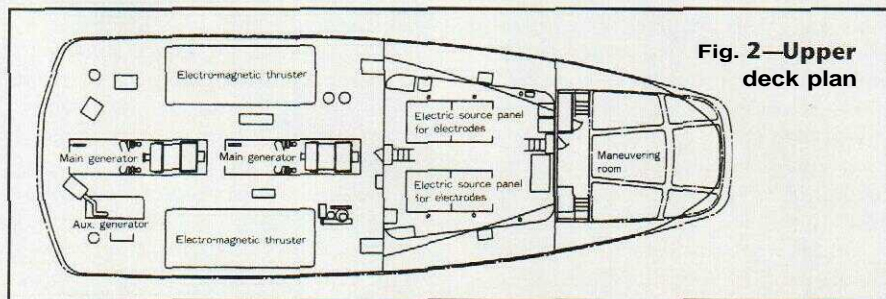 Fig. 2—Upper
deck plan
Electro-magnetic thruster
Electric source panel
for electrodes
Main generator
Main generator
Maneuvering
room
Electric source panel
for electrodes
Aux. generator
Electro-magnetic thruster